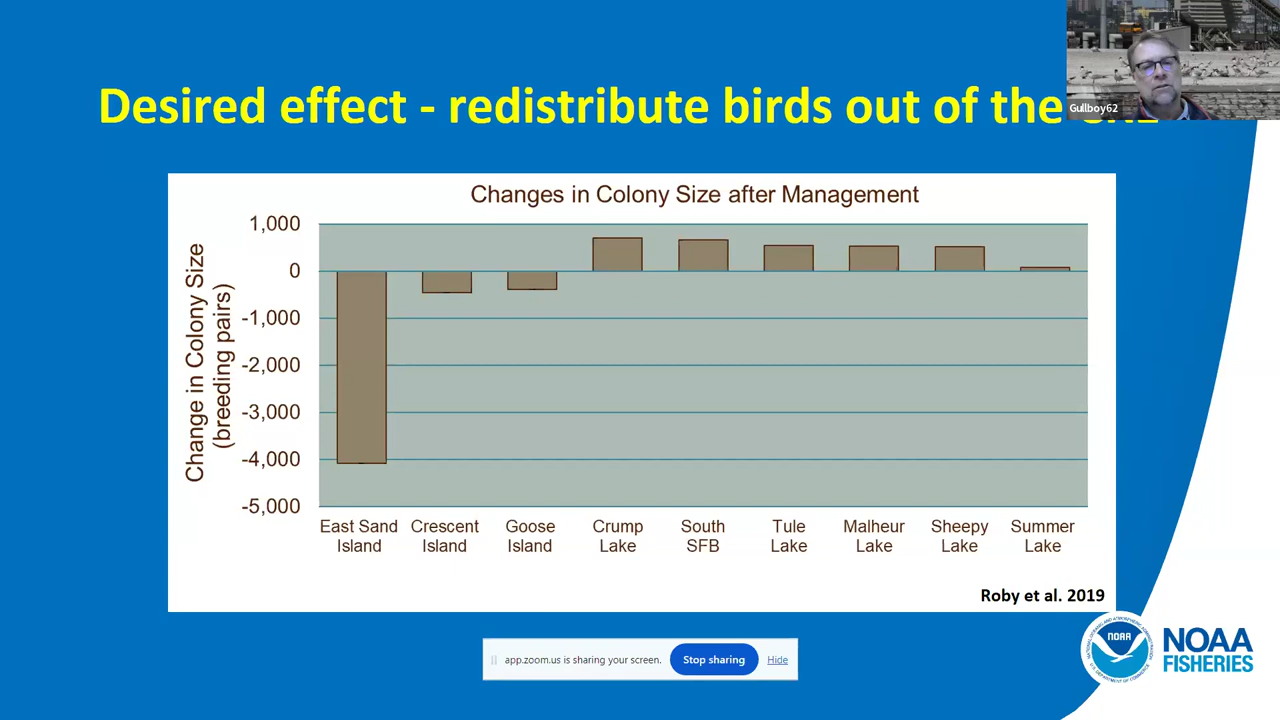 Desired effect - redistribute birds out of the
Gullboy62
Changes in Colony Size after Management
Change in Colony Size
(breeding pairs)
1,000
0
-1,000
-2,000
-3,000
-4,000
-5,000
East Sand Island
Crescent Island
Goose Island
Crump Lake
South SFB
Tule Lake
Malheur Lake
Sheepy Lake
Summer Lake
Roby et al. 2019
NOAA
NOAA
FISHERIES
app.zoom.us is sharing your screen.
Stop sharing
Hide